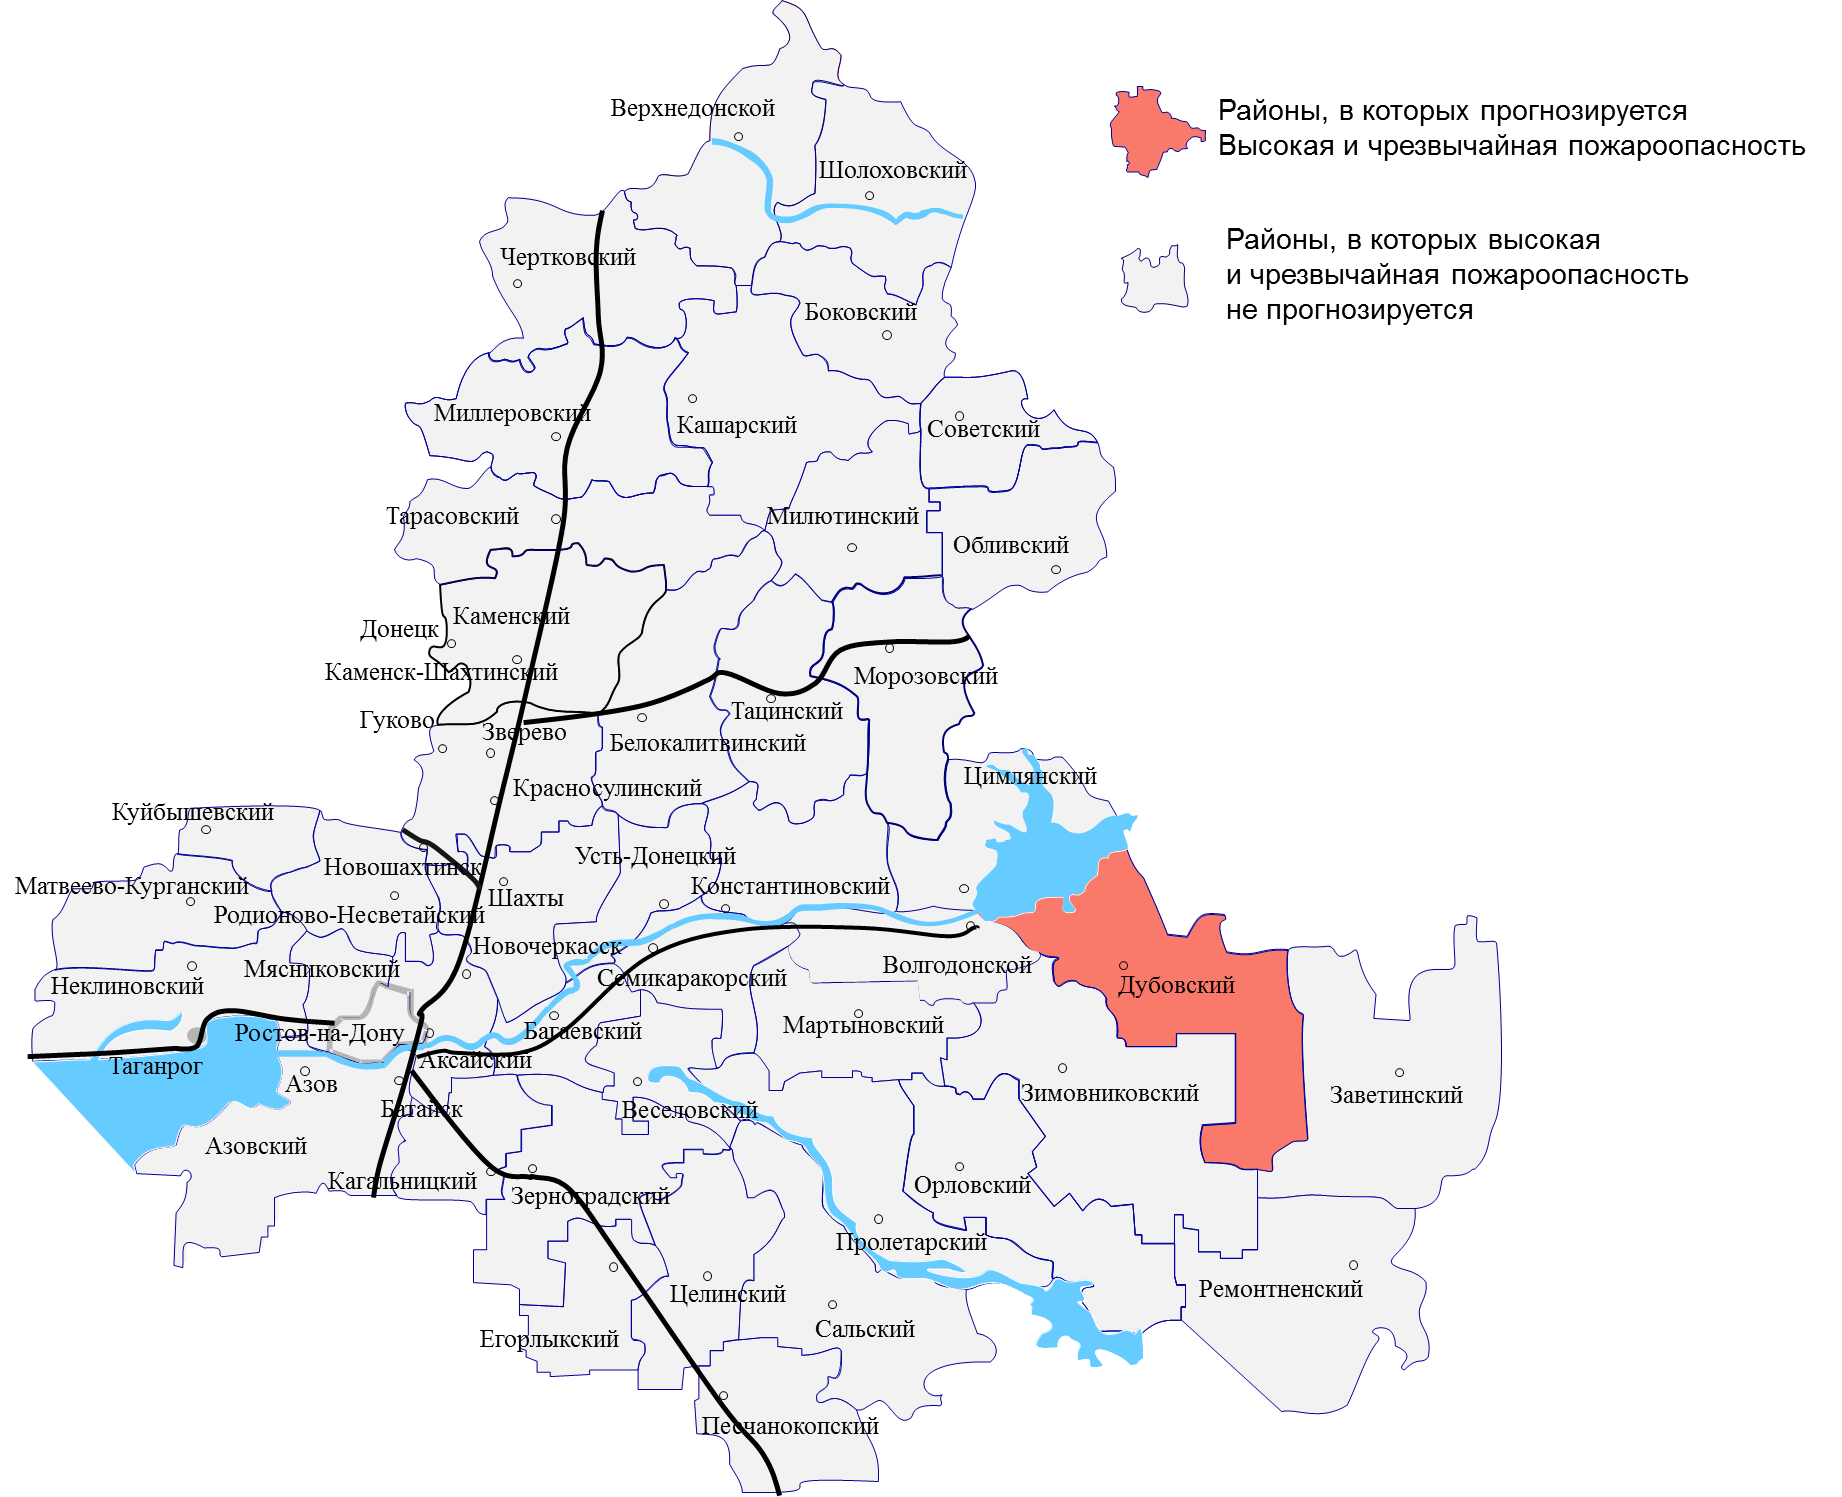 Верхнедонской
Районы, в которых прогнозируется
Высокая и чрезвычайная пожароопасность
Шолоховский
Районы, в которых высокая
и чрезвычайная пожароопасность
не прогнозируется
Чертковский
Боковский
Миллеровский
Кашарский
Советский
Тарасовский
Милютинский
Обливский
Каменский
Донецк
Каменск-Шахтинский
Морозовский
Гуково
Зверево
Тацинский
Белокалитвинский
Цимлянский
Красносулинский
Куйбышевский
Новошахтинск
Усть-Донецкий
Матвеево-Курганский
Константиновский
Шахты
Родионово-Несветайский
Новочеркасск
Мясниковский
Волгодонской
Неклиновский
Семикаракорский
Дубовский
Ростов-на-Дону
Багаевский
Мартыновский
Таганрог
Аксайский
Азов
Зимовниковский
Заветинский
Батайск
Веселовский
Азовский
Кагальницкий
Зерноградский
Орловский
Пролетарский
Целинский
Ремонтненский
Егорлыкский
Сальский
Песчанокопский